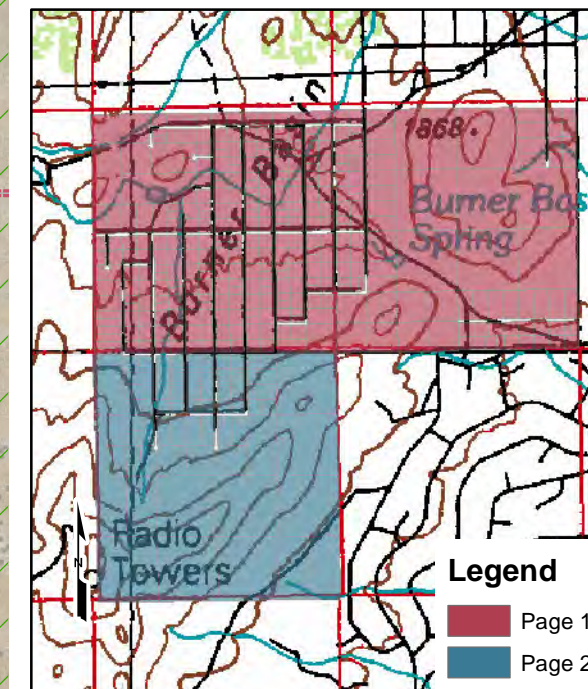 1868
Burner Basin
Burner Bas
Spring
Radio
Towers
N
Legend
Page 1
Page 2